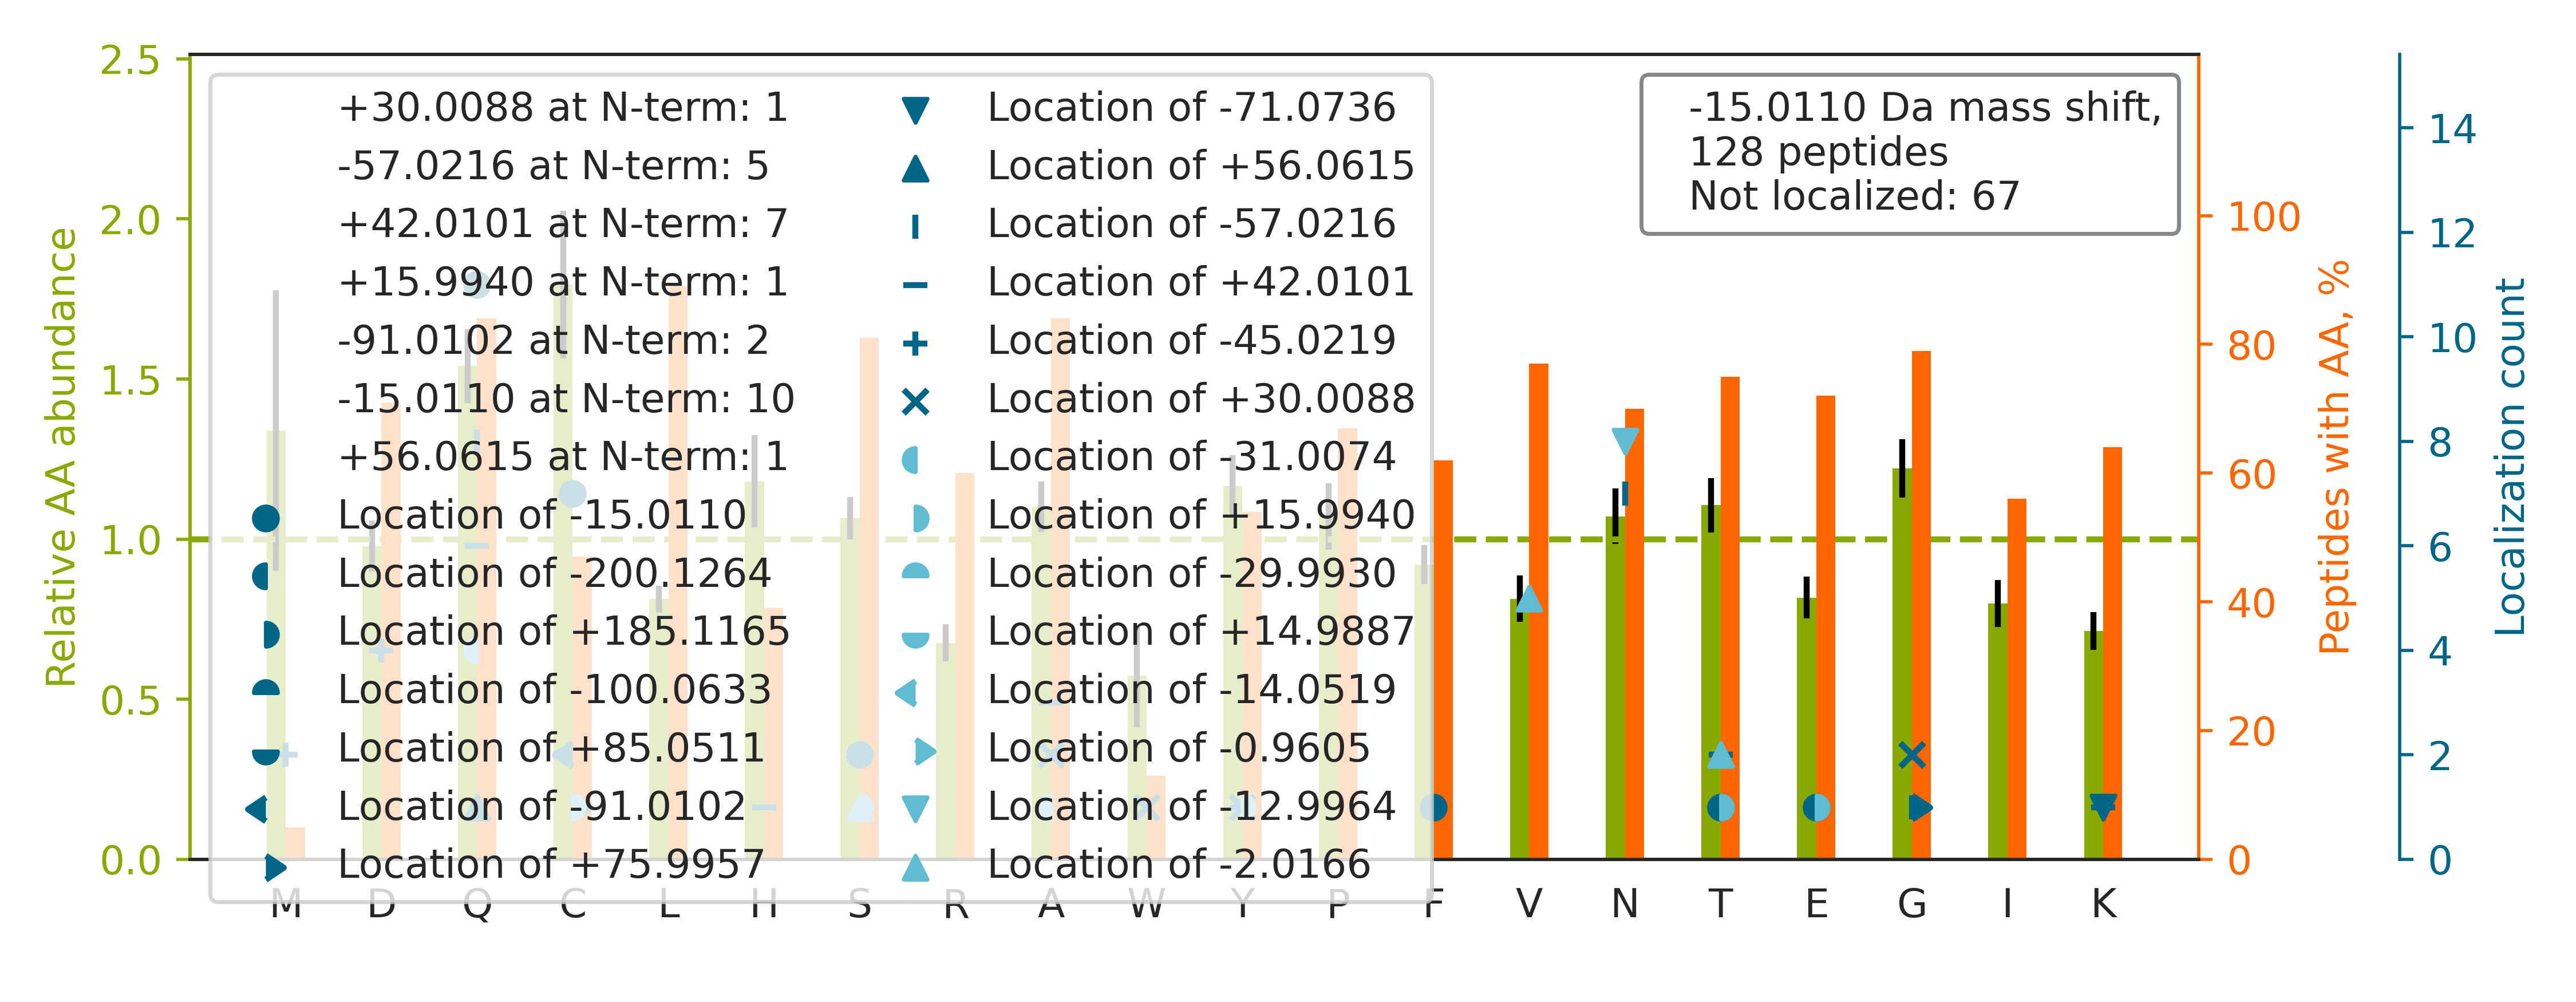 2.5
2.0
1.5
1.0
0.5
0.0
Relative AA abundance
+30.0088 at N-term: 1
-57.0216 at N-term: 5
+42.0101 at N-term: 7
+15.9940 at N-term: 1
-91.0102 at N-term: 2
-15.0110 at N-term: 10
+56.0615 at N-term: 1
Location of -15.0110
Location of -200.1264
Location of +185.1165
Location of -100.0633
Location of +85.0511
Location of -91.0102
Location of +75.9957
Location of -71.0736
Location of +56.0615
Location of -57.0216
Location of +42.0101
Location of -45.0219
Location of +30.0088
Location of -31.0074
Location of +15.9940
Location of -29.9930
Location of +14.9887
Location of -14.0519
Location of -0.9605
Location of -12.9964
Location of -2.0166
-15.0110 Da mass shift,
128 peptides
Not localized: 67
M D Q C L H S R A W Y P F V N T E G I K
100
80
60
40
20
0
Peptides with AA, %
14
12
10
8
6
4
2
0
Localization count